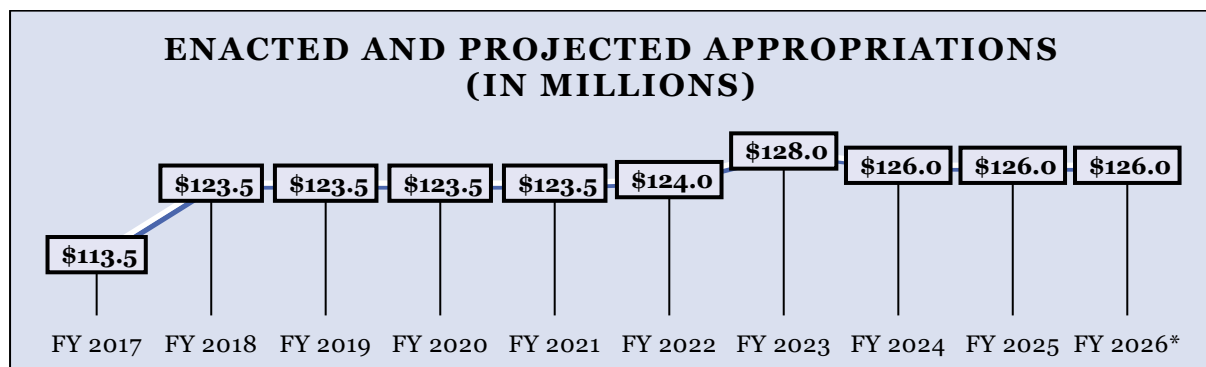 ENACTED AND PROJECTED APPROPRIATIONS
(IN MILLIONS)
$113.5 $123.5 $123.5 $123.5 $123.5 $124.0 $128.0 $126.0 $126.0 $126.0
FY 2017 FY 2018 FY 2019 FY 2020 FY 2021 FY 2022 FY 2023 FY 2024 FY 2025 FY 2026*